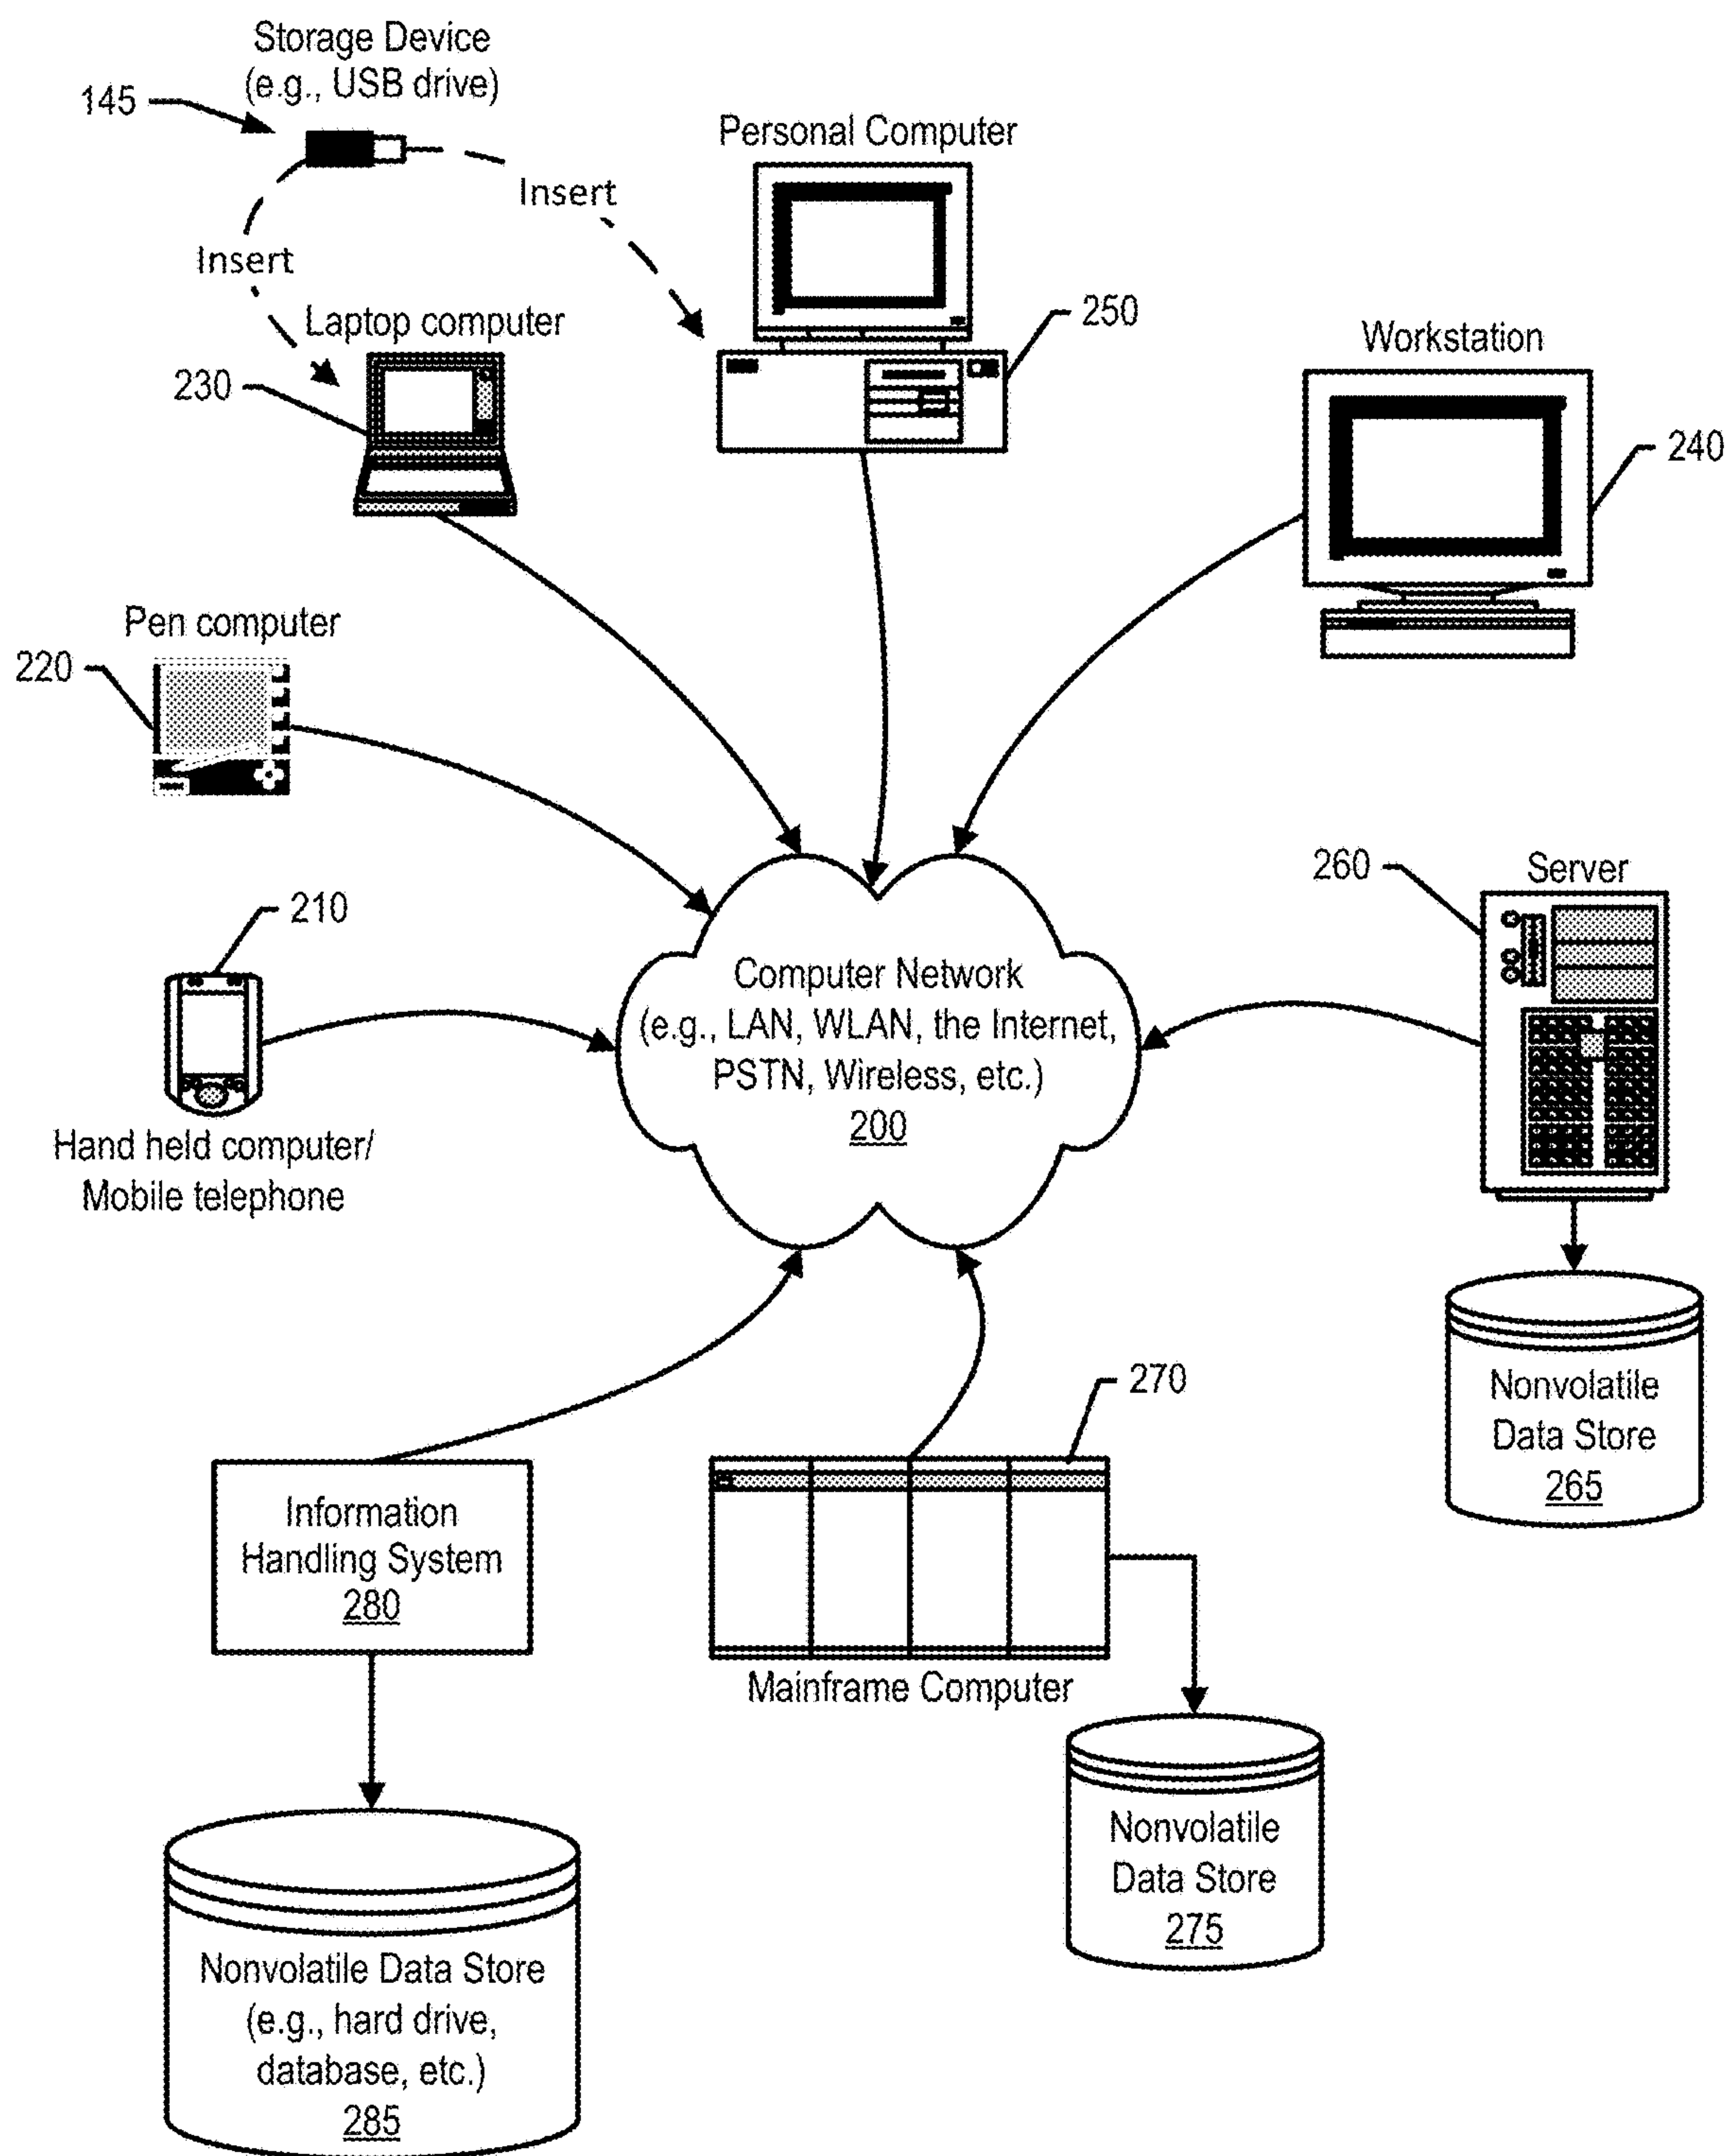 Storage Device
(e.g., USB drive)
145
Personal Computer
Insert
Insert
Laptop computer
250
Workstation
230
240
Pen computer
220
260
Server
210
Computer Network
(e.g., LAN, WLAN, the Internet,
PSTN, Wireless, etc.)
200
Hand held computer/
Mobile telephone
270
Nonvolatile
Data Store
265
Information
Handling System
280
Mainframe Computer
Nonvolatile
Data Store
275
Nonvolatile Data Store
(e.g., hard drive,
database, etc.)
285